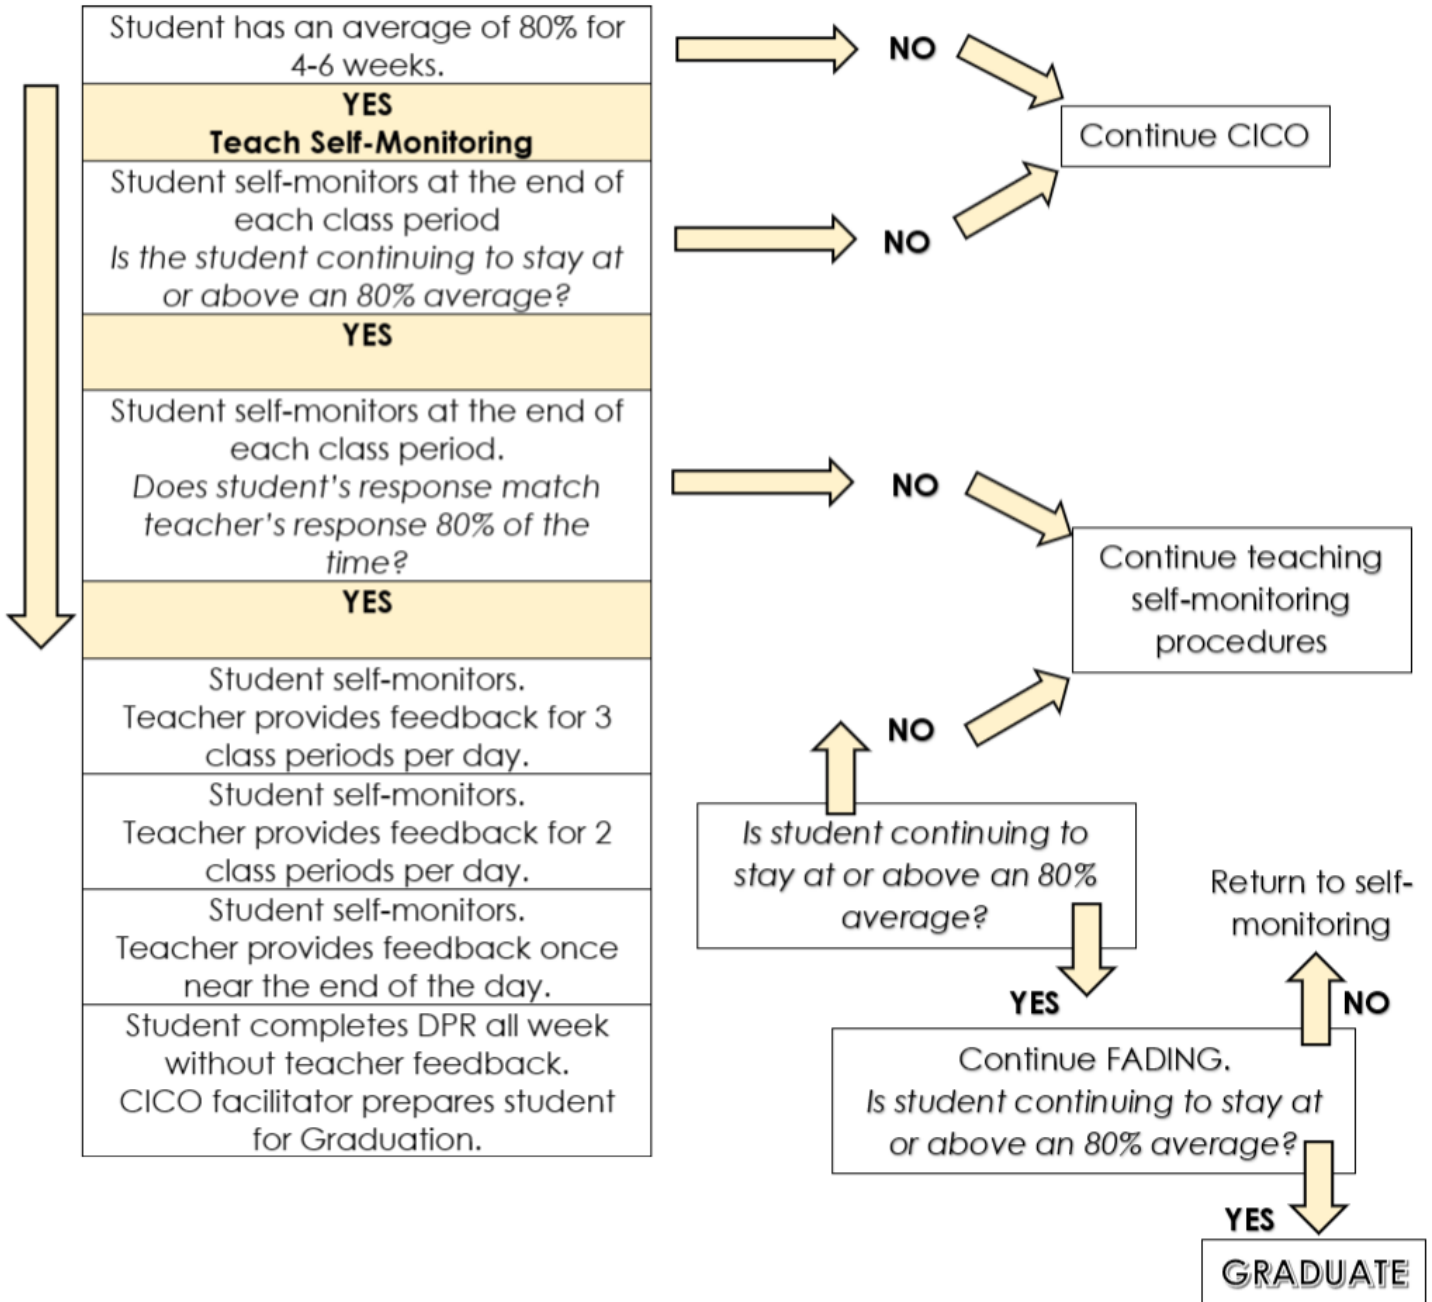 Student has an average of 80% for
4-6 weeks.
YES
Teach Self-Monitoring
Student self-monitors at the end of
each class period
Is the student continuing to stay at
or above an 80% average?
YES
Student self-monitors at the end of
each class period.
Does student's response match
teacher's response 80% of the
time?
YES
Student self-monitors.
Teacher provides feedback for 3
class periods per day.
Student self-monitors.
Teacher provides feedback for 2
class periods per day.
Student self-monitors.
Teacher provides feedback once
near the end of the day.
Student completes DPR all week
without teacher feedback.
CICO facilitator prepares student
for Graduation.
NO
Continue CICO
NO
NO
Continue teaching
self-monitoring
procedures
NO
Is student continuing to
stay at or above an 80%
average?
YES
Return to self-
monitoring
NO
Continue FADING.
Is student continuing to stay at
or above an 80% average?
YES
GRADUATE